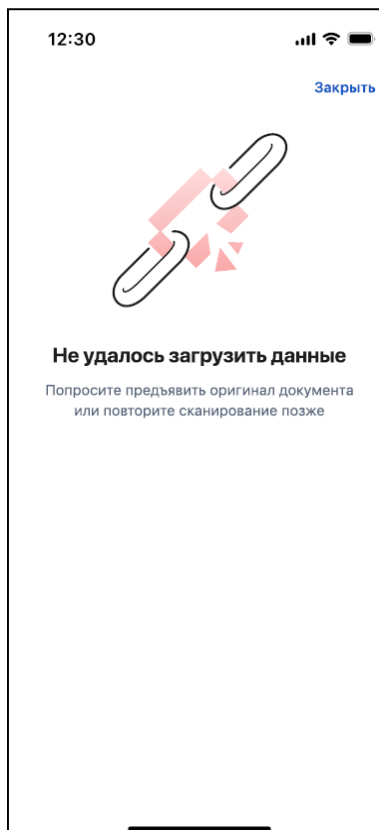 12:30
Закрыть
Не удалось загрузить данные
Попросите предъявить оригинал документа
или повторите сканирование позже